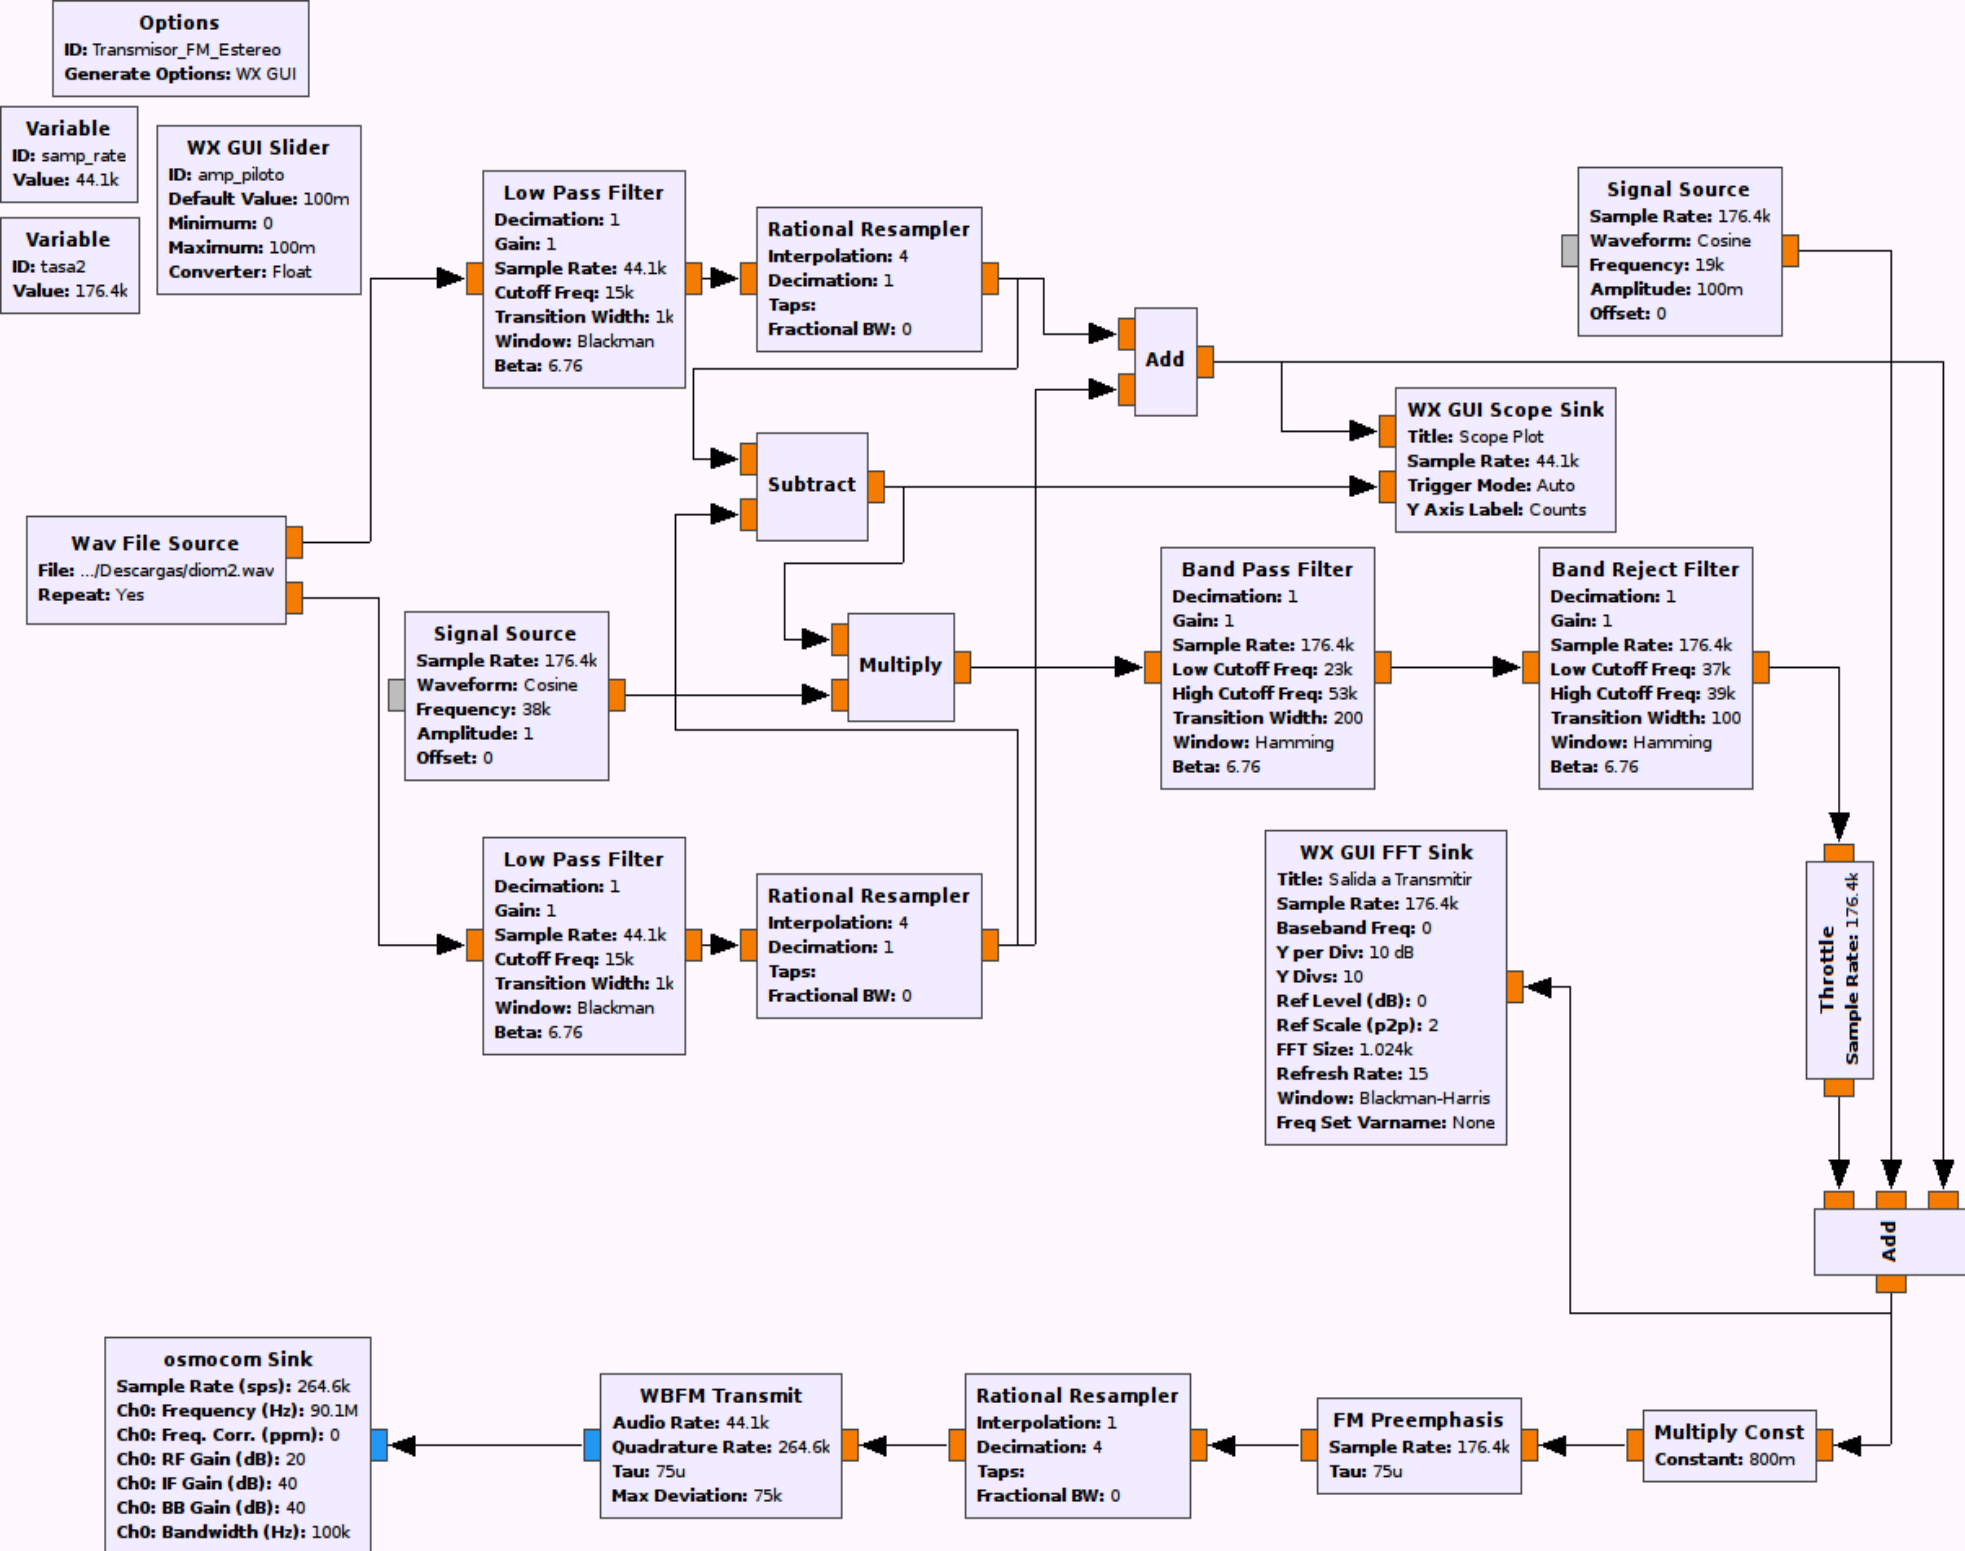 Options
ID: Transmisor_FM_Estereo
Generate Options: WX GUI
Variable
ID: samp_rate
Value: 44.1k
WX GUI Slider
ID: amp_piloto
Default Value: 100m
Minimum: 0
Maximum: 100m
Converter: Float
Variable
ID: tasa2
Value: 176.4k
Low Pass Filter
Decimation: 1
Gain: 1
Sample Rate: 44.1k
Cutoff Freq: 15k
Transition Width: 1k
Window: Blackman
Beta: 6.76
Rational Resampler
Interpolation: 4
Decimation: 1
Taps:
Fractional BW: 0
Signal Source
Sample Rate: 176.4k
Waveform: Cosine
Frequency: 19k
Amplitude: 100m
Offset: 0
Add
WX GUI Scope Sink
Title: Scope Plot
Sample Rate: 44.1k
Trigger Mode: Auto
Y Axis Label: Counts
Subtract
Wav File Source
File: .../Descargas/diom2.wav
Repeat: Yes
Signal Source
Sample Rate: 176.4k
Waveform: Cosine
Frequency: 38k
Amplitude: 1
Offset: 0
Multiply
Band Pass Filter
Decimation: 1
Gain: 1
Sample Rate: 176.4k
Low Cutoff Freq: 23k
High Cutoff Freq: 53k
Transition Width: 200
Window: Hamming
Beta: 6.76
Band Reject Filter
Decimation: 1
Gain: 1
Sample Rate: 176.4k
Low Cutoff Freq: 37k
High Cutoff Freq: 39k
Transition Width: 100
Window: Hamming
Beta: 6.76
Low Pass Filter
Decimation: 1
Gain: 1
Sample Rate: 44.1k
Cutoff Freq: 15k
Transition Width: 1k
Window: Blackman
Beta: 6.76
Rational Resampler
Interpolation: 4
Decimation: 1
Taps:
Fractional BW: 0
WX GUI FFT Sink
Title: Salida a Transmitir
Sample Rate: 176.4k
Baseband Freq: 0
Y per Div: 10 dB
Y Divs: 10
Ref Level (dB): 0
Ref Scale (p2p): 2
FFT Size: 1.024k
Refresh Rate: 15
Window: Blackman-Harris
Freq Set Varname: None
Throttle
Sample Rate: 176.4k
Add
osmocom Sink
Sample Rate (sps): 264.6k
Ch0: Frequency (Hz): 90.1M
Ch0: Freq. Corr. (ppm): 0
Ch0: RF Gain (dB): 20
Ch0: IF Gain (dB): 40
Ch0: BB Gain (dB): 40
Ch0: Bandwidth (Hz): 100k
WBFM Transmit
Audio Rate: 44.1k
Quadrature Rate: 264.6k
Tau: 75u
Max Deviation: 75k
Rational Resampler
Interpolation: 1
Decimation: 4
Taps:
Fractional BW: 0
FM Preemphasis
Sample Rate: 176.4k
Tau: 75u
Multiply Const
Constant: 800m